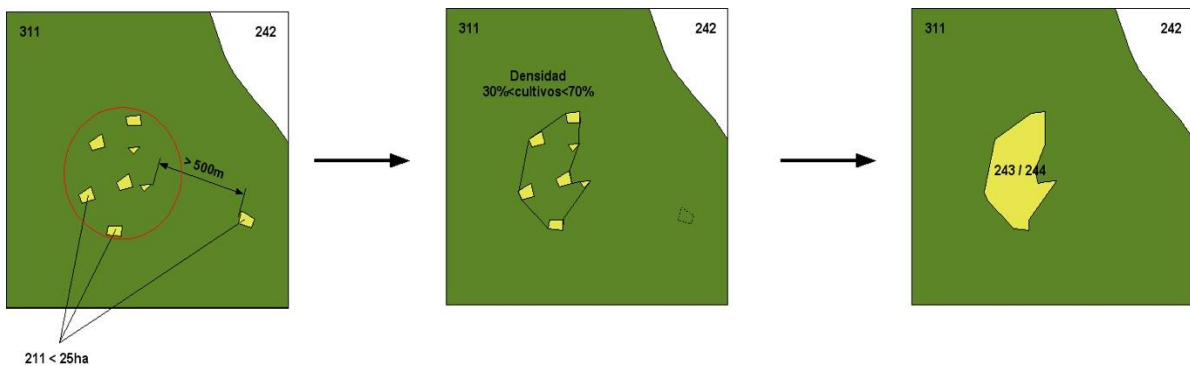 311
242
> 500m
211 < 25ha
311
242
Densidad
30%<cultivos<70%
311
242
243 / 244